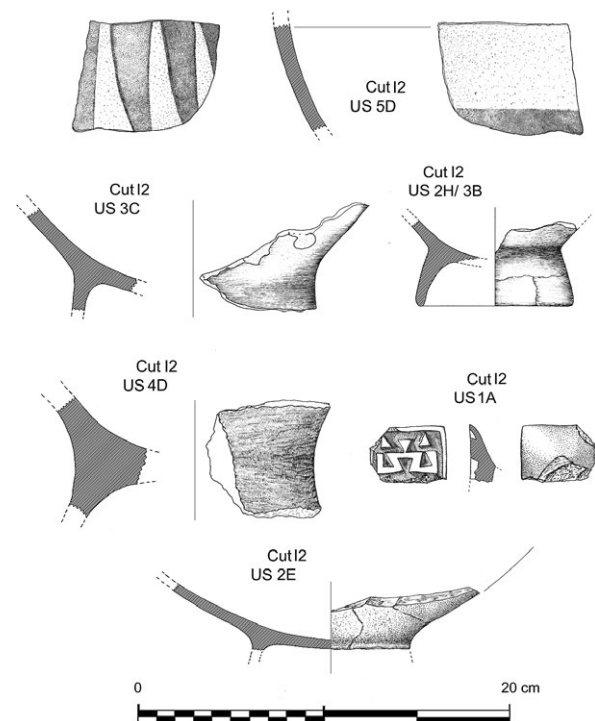 Cut I2
US 5D
Cut I2
US 3C
Cut I2
US 2H/ 3B
Cut I2
US 4D
Cut I2
US 1A
Cut I2
US 2E
0 20 cm